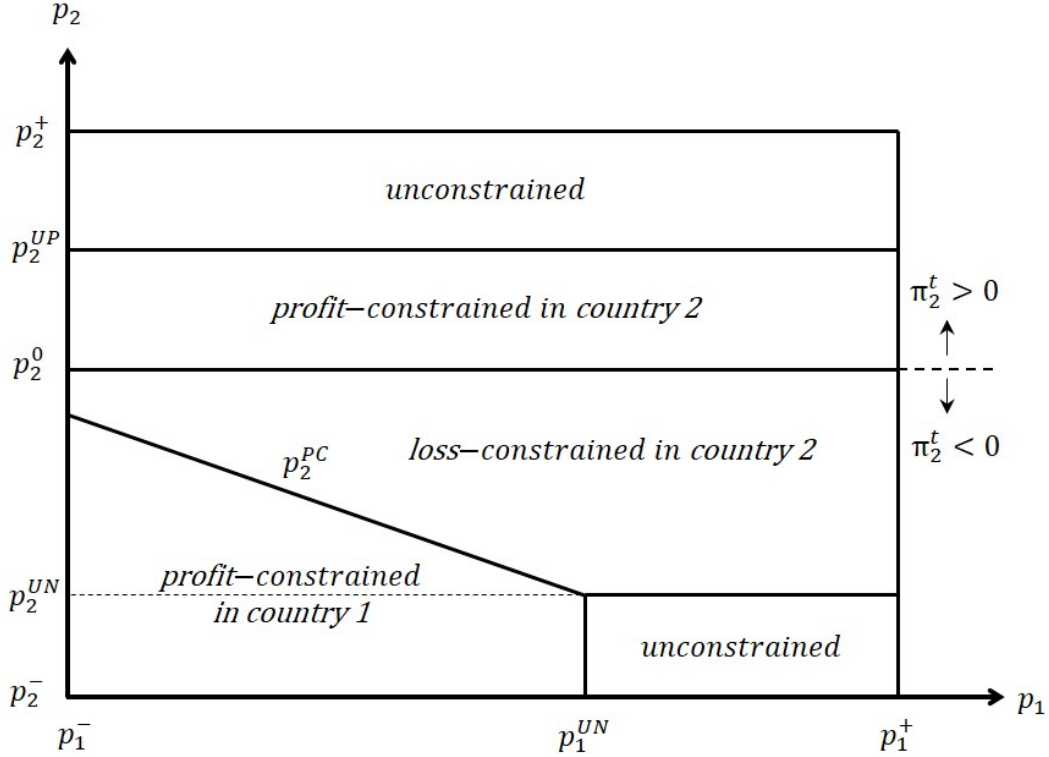 p₂
p₂⁺
unconstrained
p₂ᵁᴾ
profit−constrained in country 2
π₂ᵗ > 0
p₂⁰
p₂ᴾᶜ
loss−constrained in country 2
π₂ᵗ < 0
profit−constrained
in country 1
p₂ᵁᴺ
unconstrained
p₂⁻
p₁
p₁⁻
p₁ᵁᴺ
p₁⁺